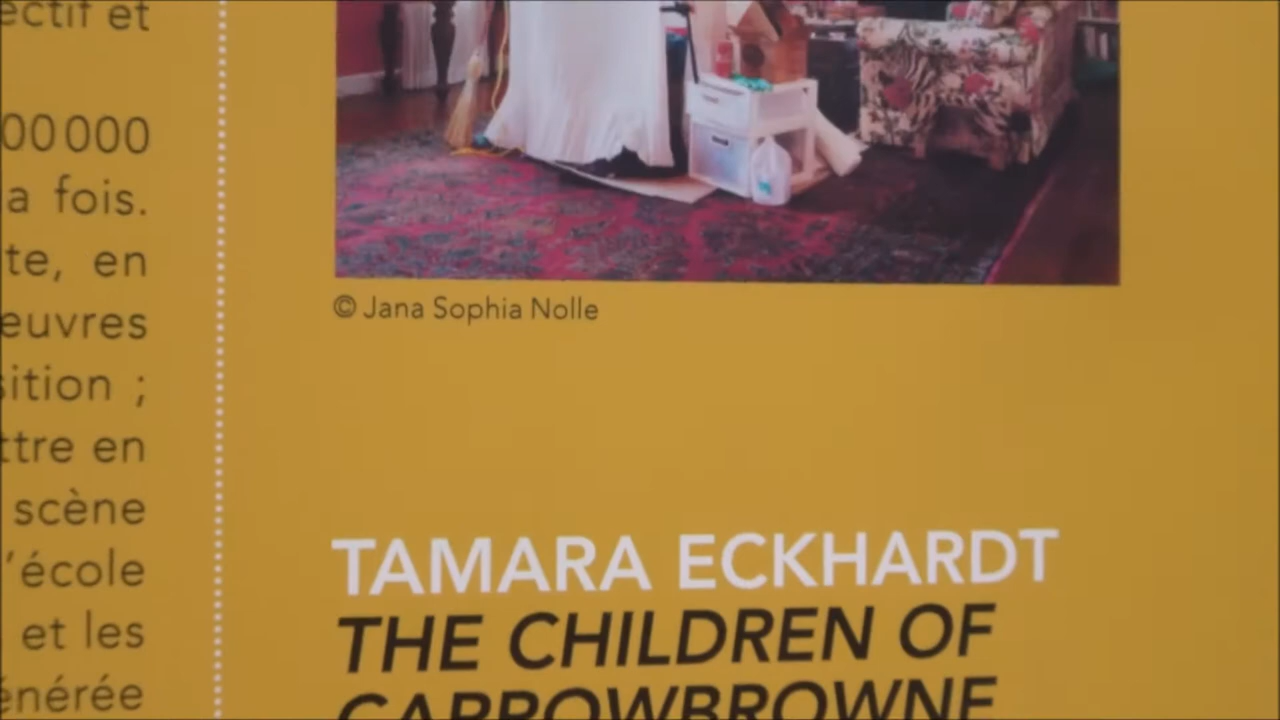 ectif et
00 000
a fois.
te, en
euvres
sition ;
ttre en
scène
l'école
et les
énérée
© Jana Sophia Nolle
TAMARA ECKHARDT
THE CHILDREN OF
CARROWBROWNE